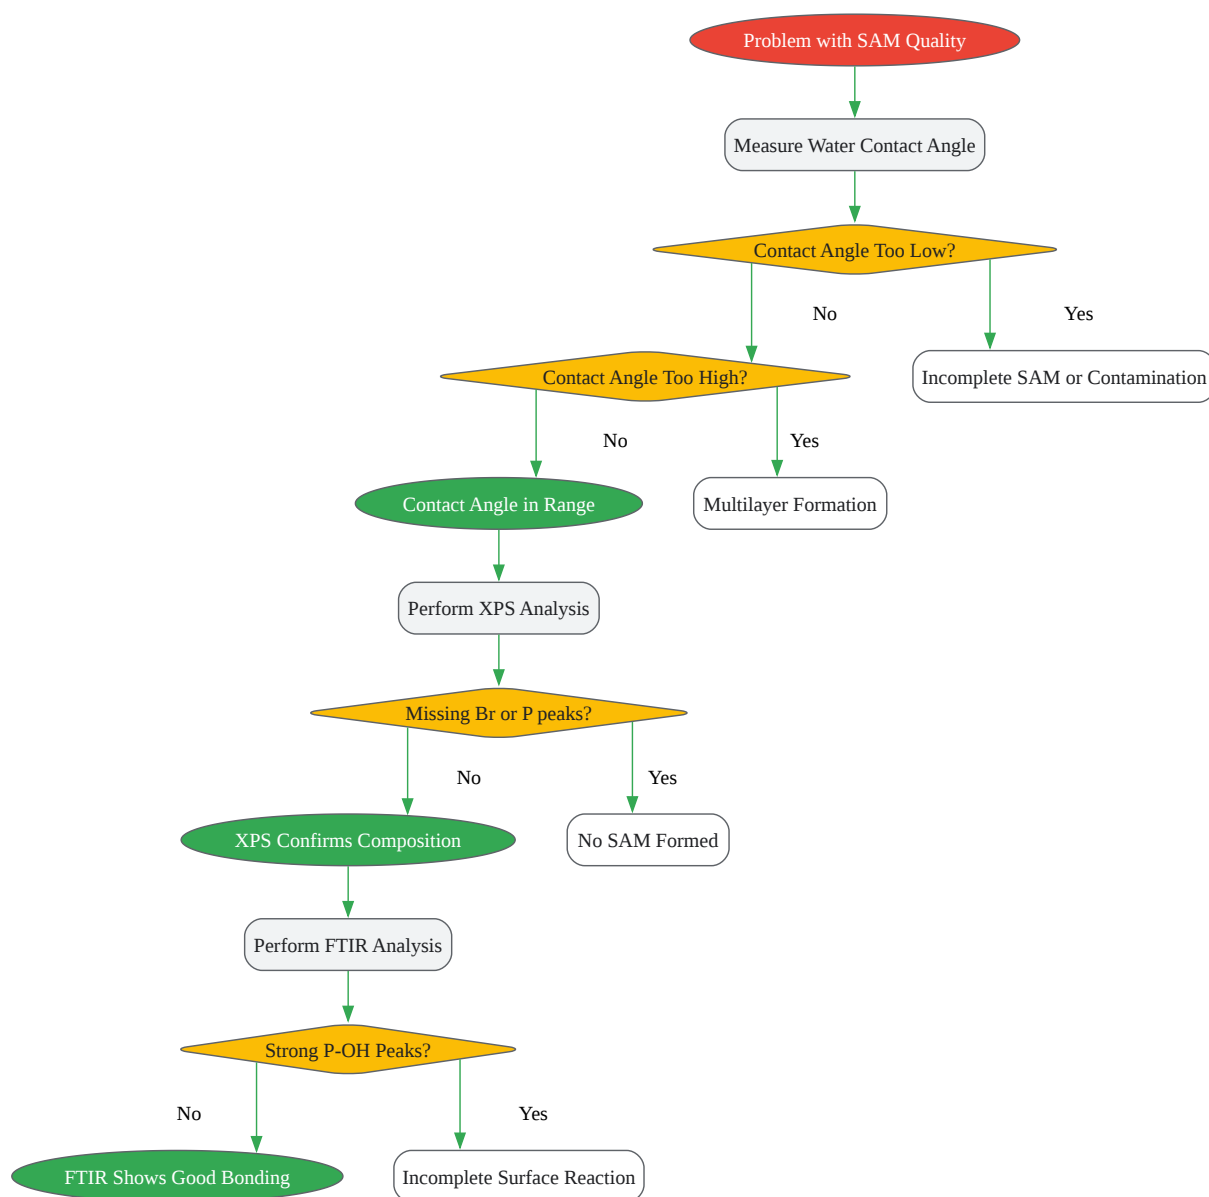 Problem with SAM Quality
Measure Water Contact Angle
Contact Angle Too Low?
No
Yes
Contact Angle Too High?
Incomplete SAM or Contamination
No
Yes
Contact Angle in Range
Multilayer Formation
Perform XPS Analysis
Missing Br or P peaks?
No
Yes
XPS Confirms Composition
No SAM Formed
Perform FTIR Analysis
Strong P-OH Peaks?
No
Yes
FTIR Shows Good Bonding
Incomplete Surface Reaction